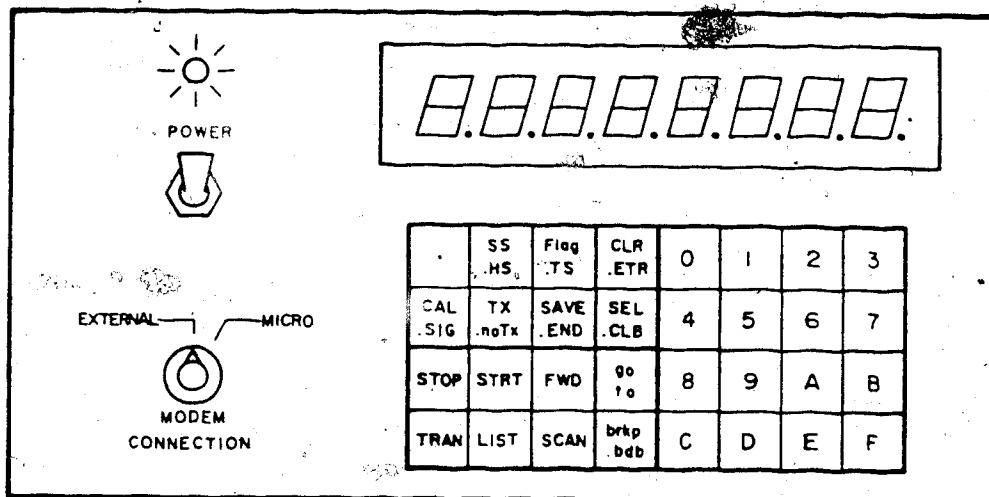 POWER
EXTERNAL
MICRO
MODEM
CONNECTION
. SS .HS Flag .TS CLR .ETR 0 1 2 3
CAL .SIG TX .noTx SAVE .END SEL .CLB 4 5 6 7
STOP STRT FWD go to 8 9 A B
TRAN LIST SCAN brkp .bdb C D E F